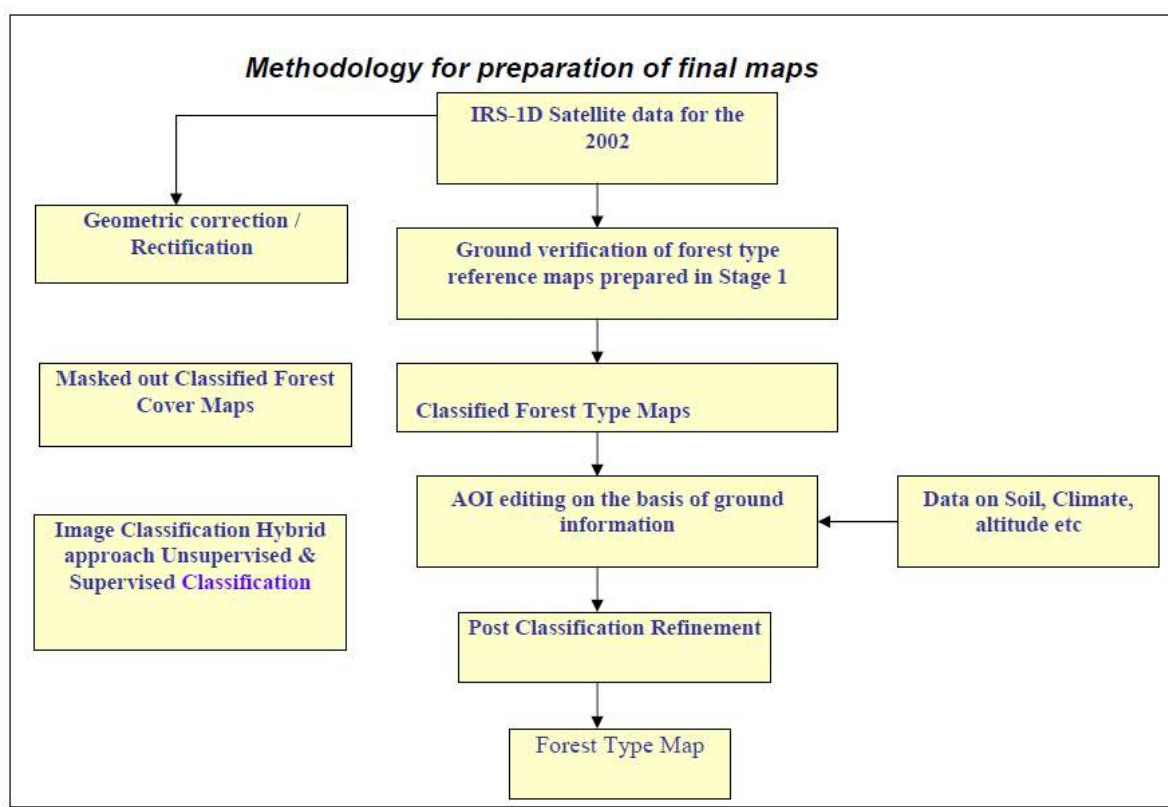 Methodology for preparation of final maps
IRS-1D Satellite data for the
2002
Geometric correction /
Rectification
Ground verification of forest type
reference maps prepared in Stage 1
Masked out Classified Forest
Cover Maps
Classified Forest Type Maps
AOI editing on the basis of ground
information
Data on Soil, Climate,
altitude etc
Image Classification Hybrid
approach Unsupervised &
Supervised Classification
Post Classification Refinement
Forest Type Map